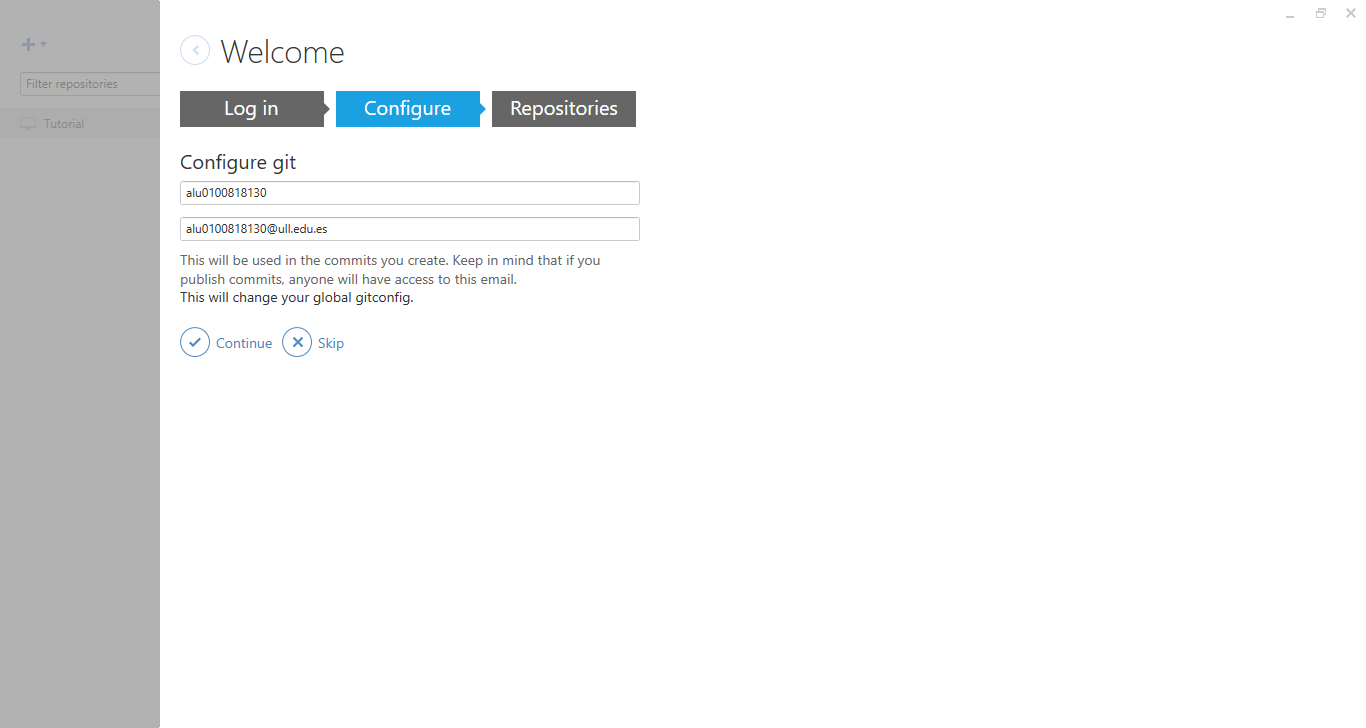 Filter repositories
Tutorial
Welcome
Log in
Configure
Repositories
Configure git
alu0100818130
alu0100818130@ull.edu.es
This will be used in the commits you create. Keep in mind that if you
publish commits, anyone will have access to this email.
This will change your global gitconfig.
Continue
Skip